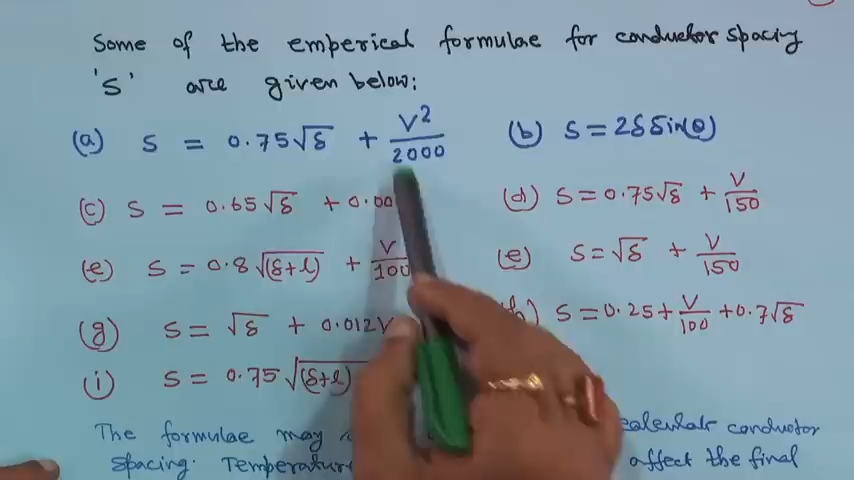 Some of the emperical formulae for conductor spacing
'S' are given below:
(a) S = 0.75√δ + V²/2000 (b) S = 2δ Sin(θ)
(c) S = 0.65√δ + 0.00 (d) S = 0.75√δ + V/150
(e) S = 0.8√(δ+l) + V/100 (e) S = √δ + V/150
(g) S = √δ + 0.012V S = 0.25 + V/100 + 0.7√δ
(i) S = 0.75√(δ+l)
The formulae may calculate conductor
spacing. Temperature affect the final